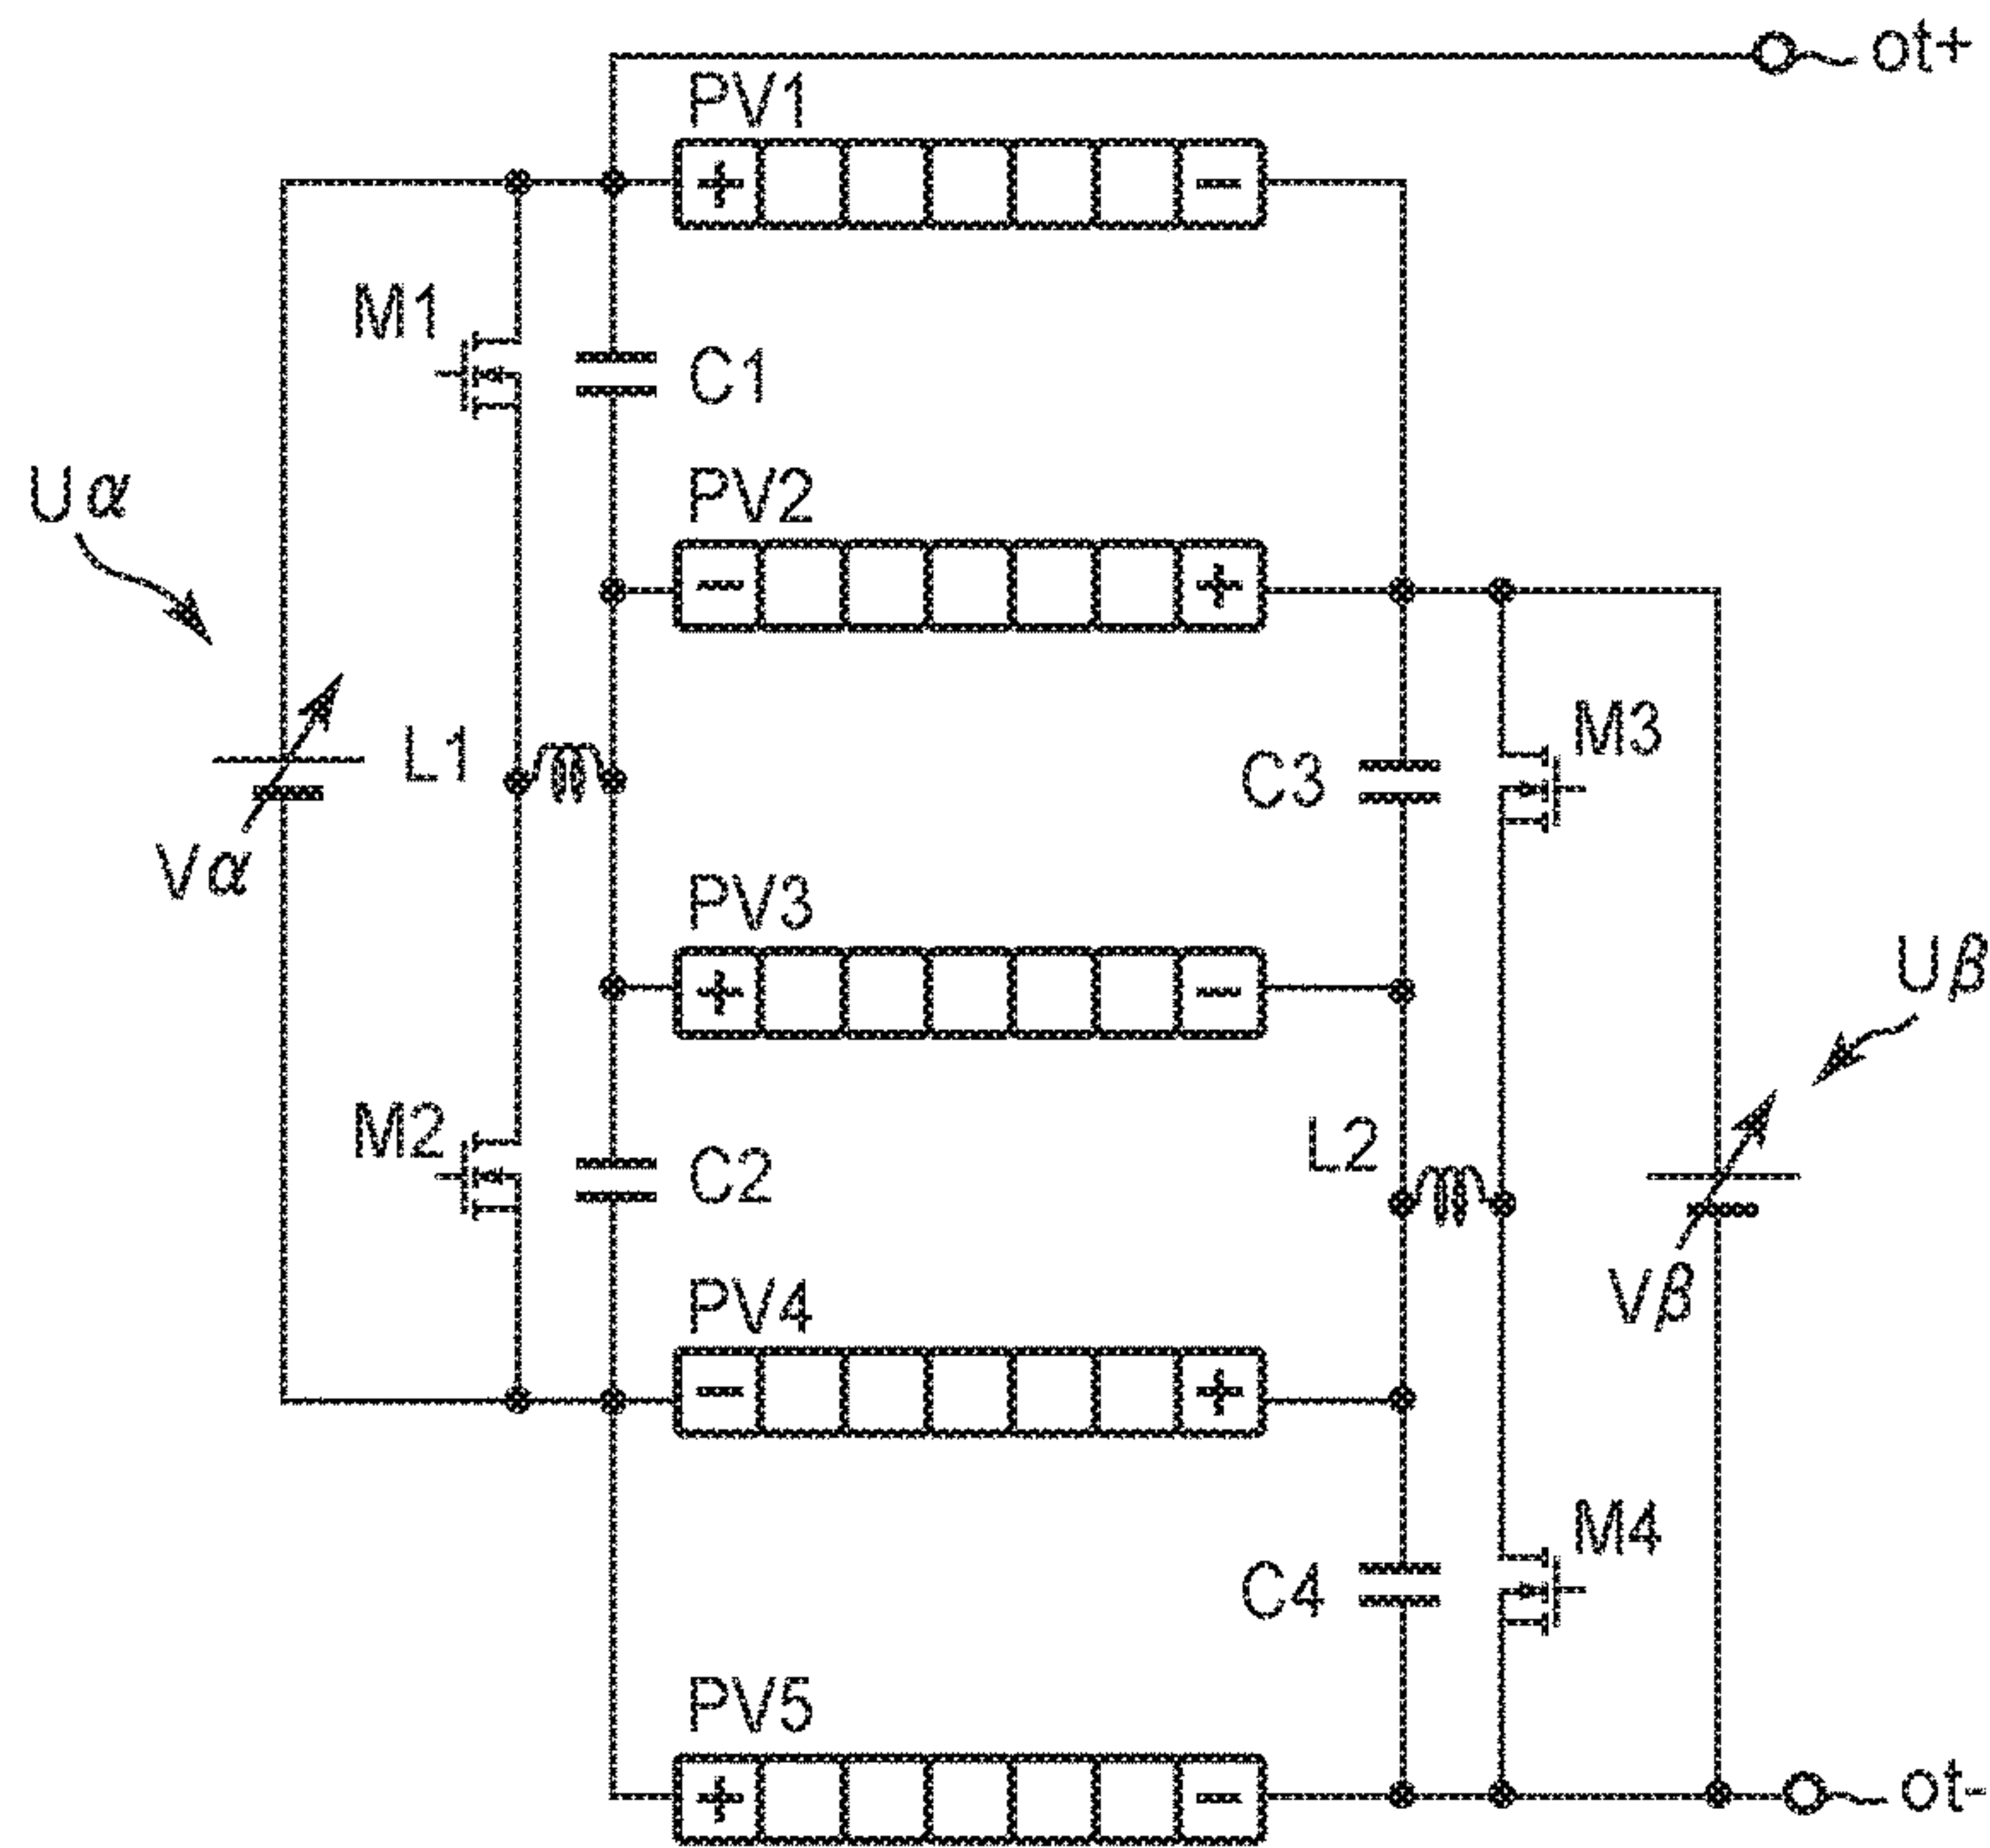 ot+
PV1
+ −
M1
C1
Uα
PV2
− +
M3
L1
C3
Vα
PV3
+ −
Uβ
M2
C2
L2
PV4
− +
Vβ
M4
C4
PV5
+ −
ot-